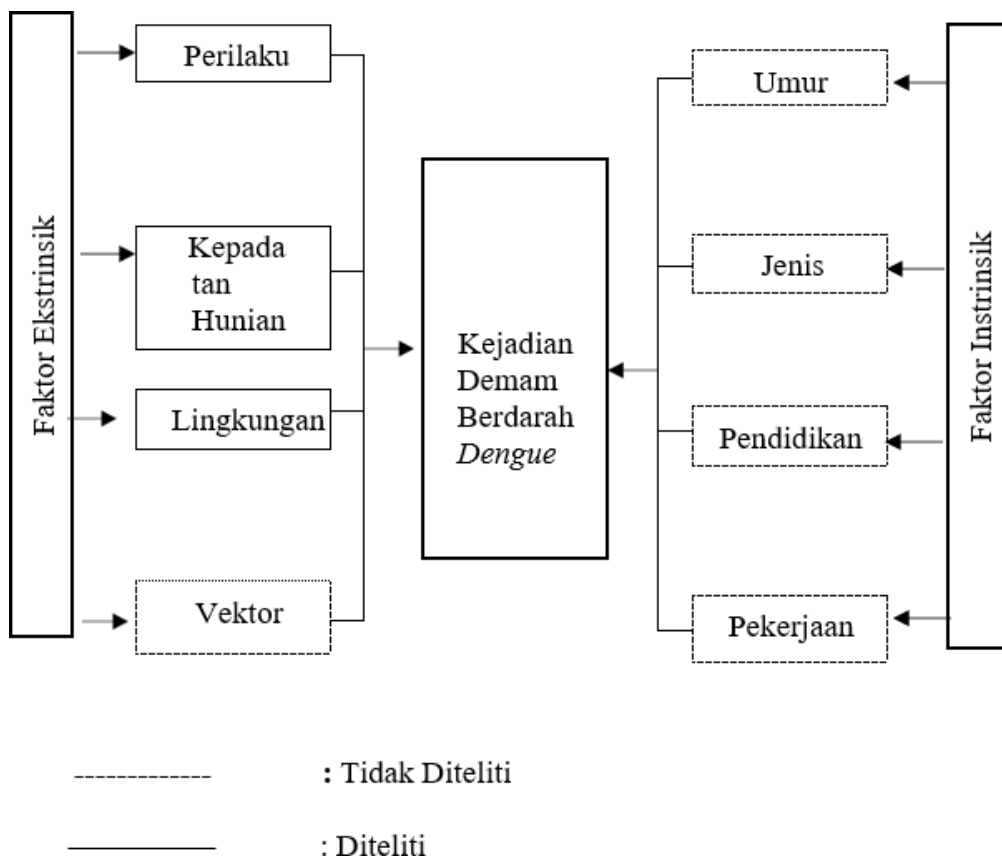 Faktor Ekstrinsik
Perilaku
Kepada
tan
Hunian
Lingkungan
Vektor
Kejadian
Demam
Berdarah
Dengue
Umur
Jenis
Pendidikan
Pekerjaan
Faktor Instrinsik
: Tidak Diteliti
: Diteliti